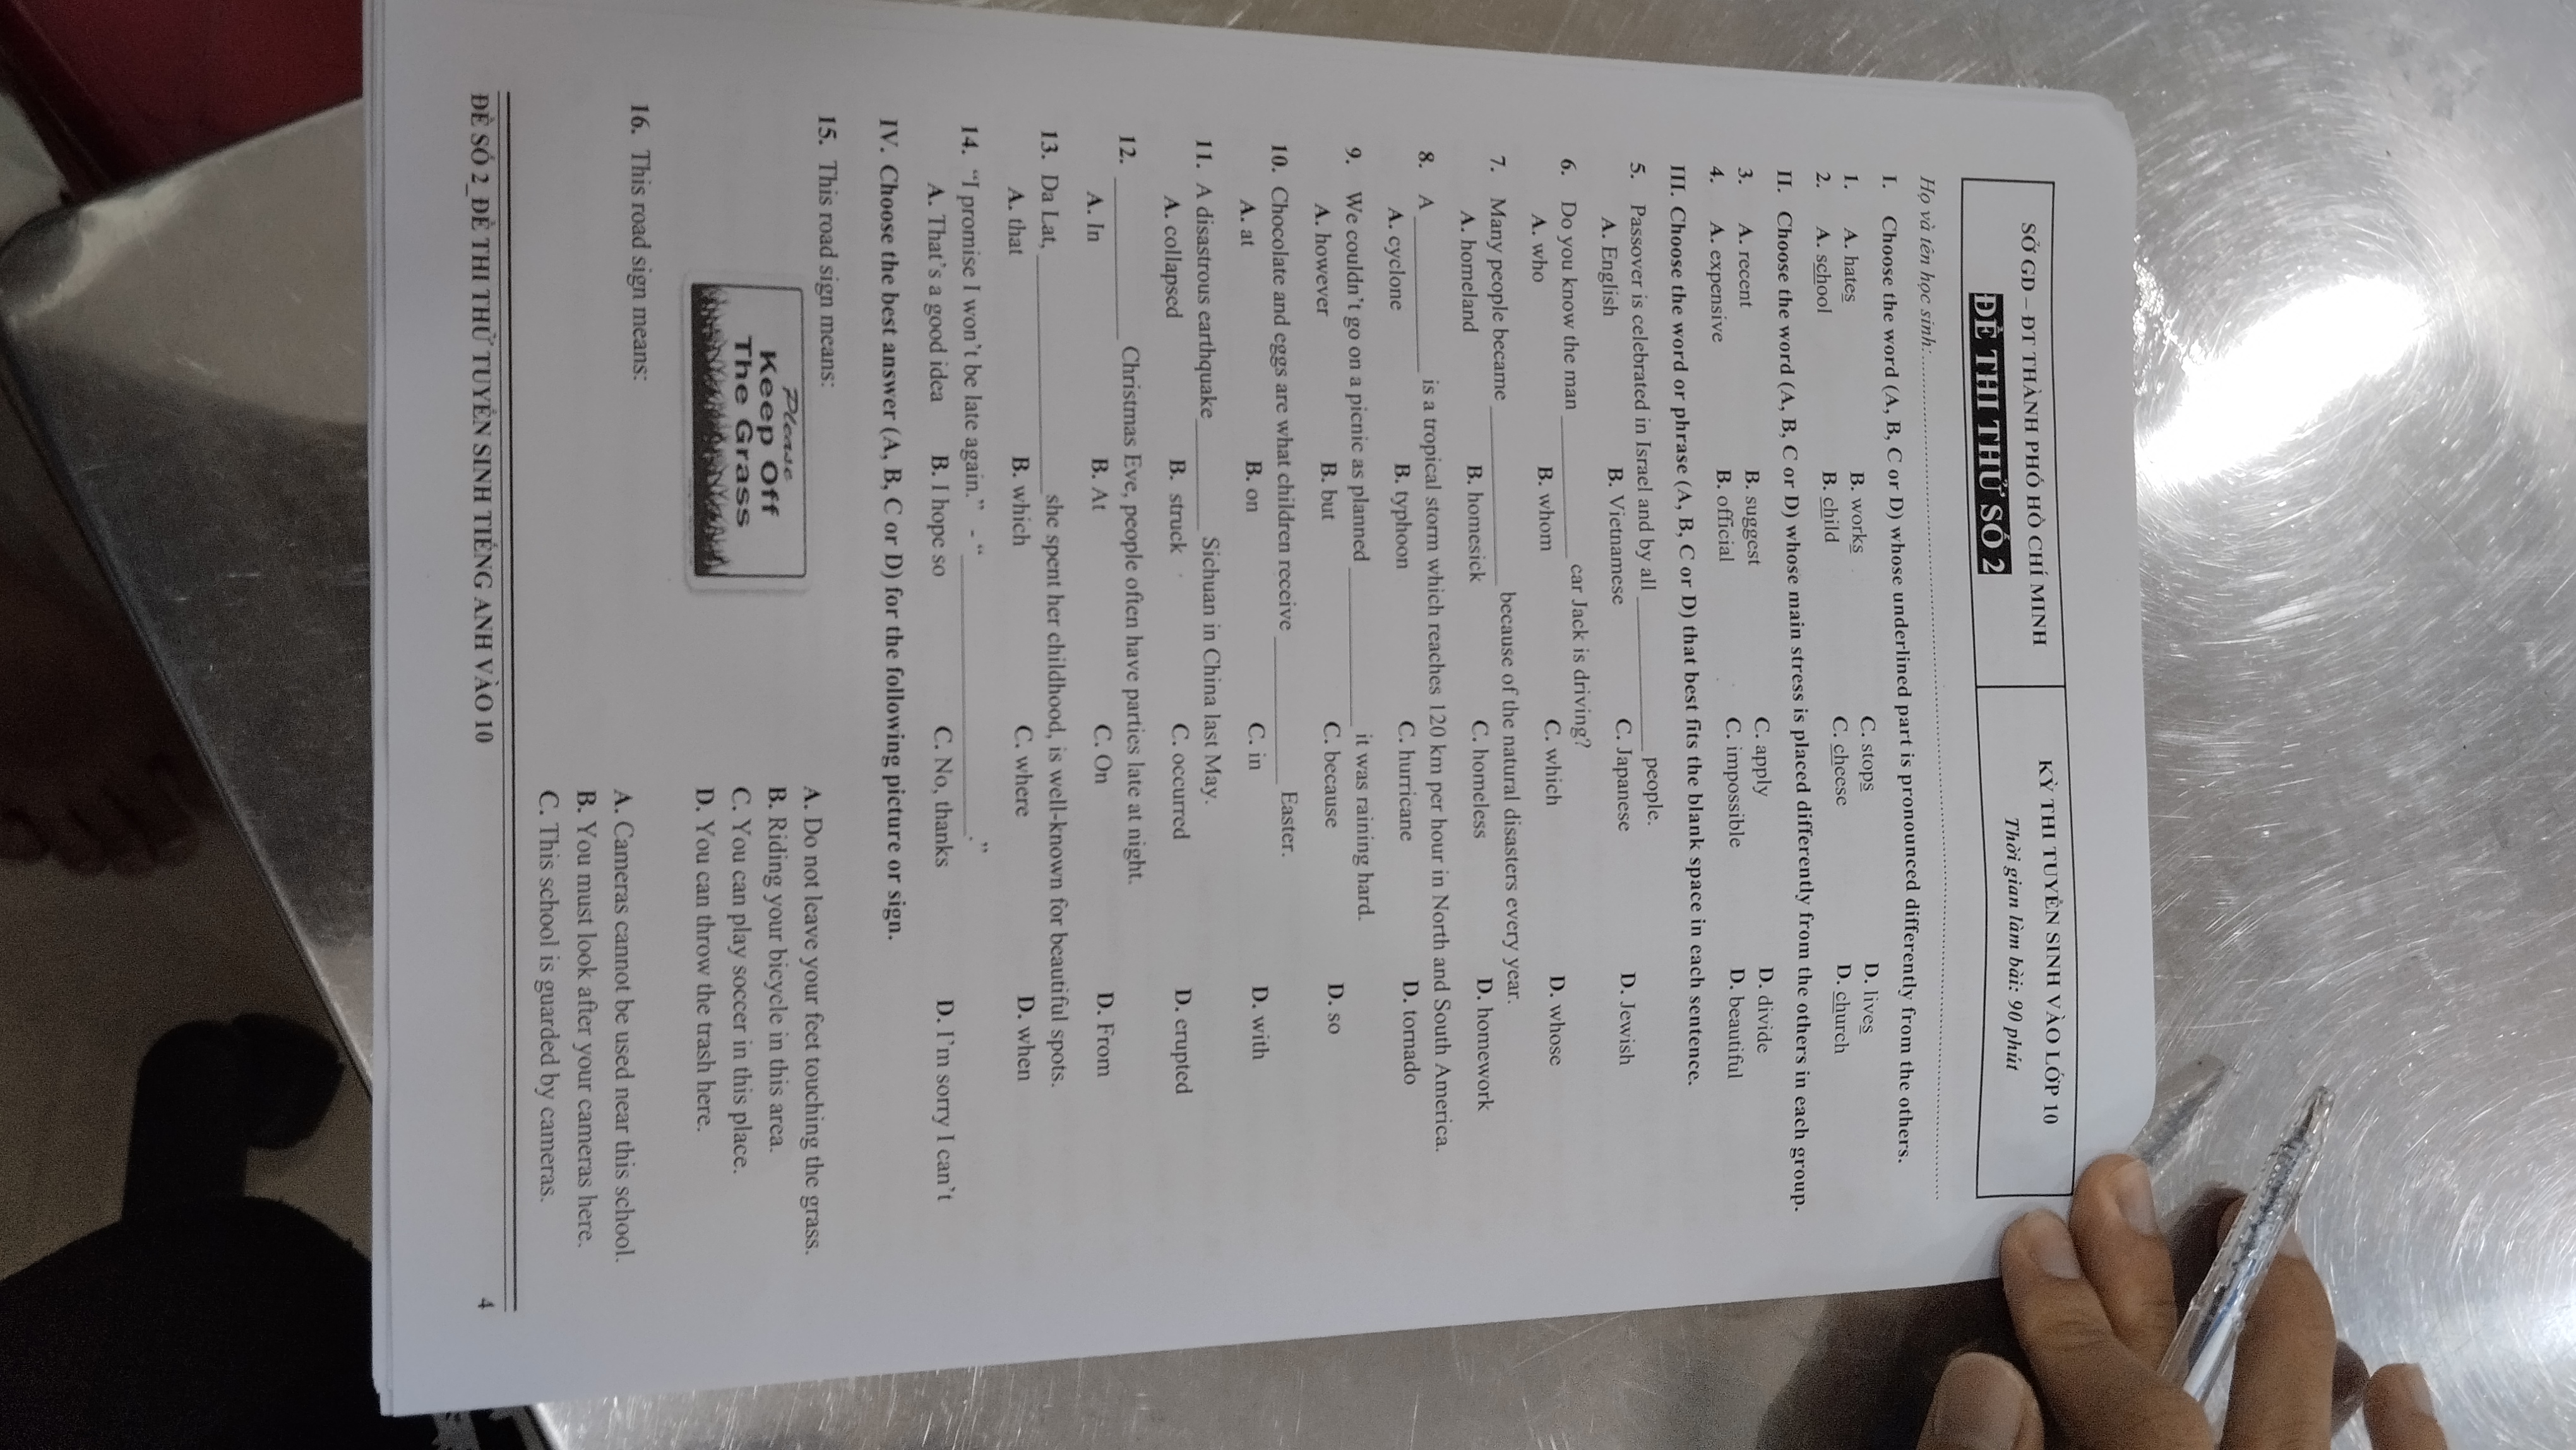 SỞ GD – ĐT THÀNH PHỐ HỒ CHÍ MINH
ĐỀ THI THỬ SỐ 2
KỲ THI TUYỂN SINH VÀO LỚP 10
Thời gian làm bài: 90 phút
Họ và tên học sinh:
I. Choose the word (A, B, C or D) whose underlined part is pronounced differently from the others.
1. A. hates B. works C. stops D. lives
2. A. school B. child C. cheese D. church
II. Choose the word (A, B, C or D) whose main stress is placed differently from the others in each group.
3. A. recent B. suggest C. apply D. divide
4. A. expensive B. official C. impossible D. beautiful
III. Choose the word or phrase (A, B, C or D) that best fits the blank space in each sentence.
5. Passover is celebrated in Israel and by all __________ people.
A. English B. Vietnamese C. Japanese D. Jewish
6. Do you know the man __________ car Jack is driving?
A. who B. whom C. which D. whose
7. Many people became __________ because of the natural disasters every year.
A. homeland B. homesick C. homeless D. homework
8. A __________ is a tropical storm which reaches 120 km per hour in North and South America.
A. cyclone B. typhoon C. hurricane D. tornado
9. We couldn't go on a picnic as planned __________ it was raining hard.
A. however B. but C. because D. so
10. Chocolate and eggs are what children receive __________ Easter.
A. at B. on C. in D. with
11. A disastrous earthquake __________ Sichuan in China last May.
A. collapsed B. struck C. occurred D. erupted
12. __________ Christmas Eve, people often have parties late at night.
A. In B. At C. On D. From
13. Da Lat, __________ she spent her childhood, is well-known for beautiful spots.
A. that B. which C. where D. when
14. “I promise I won't be late again.” - “__________.”
A. That's a good idea B. I hope so C. No, thanks D. I'm sorry I can't
IV. Choose the best answer (A, B, C or D) for the following picture or sign.
15. This road sign means:
Please
Keep Off
The Grass
A. Do not leave your feet touching the grass.
B. Riding your bicycle in this area.
C. You can play soccer in this place.
D. You can throw the trash here.
16. This road sign means:
A. Cameras cannot be used near this school.
B. You must look after your cameras here.
C. This school is guarded by cameras.
ĐỀ SỐ 2_ĐỀ THI THỬ TUYỂN SINH TIẾNG ANH VÀO 10 4